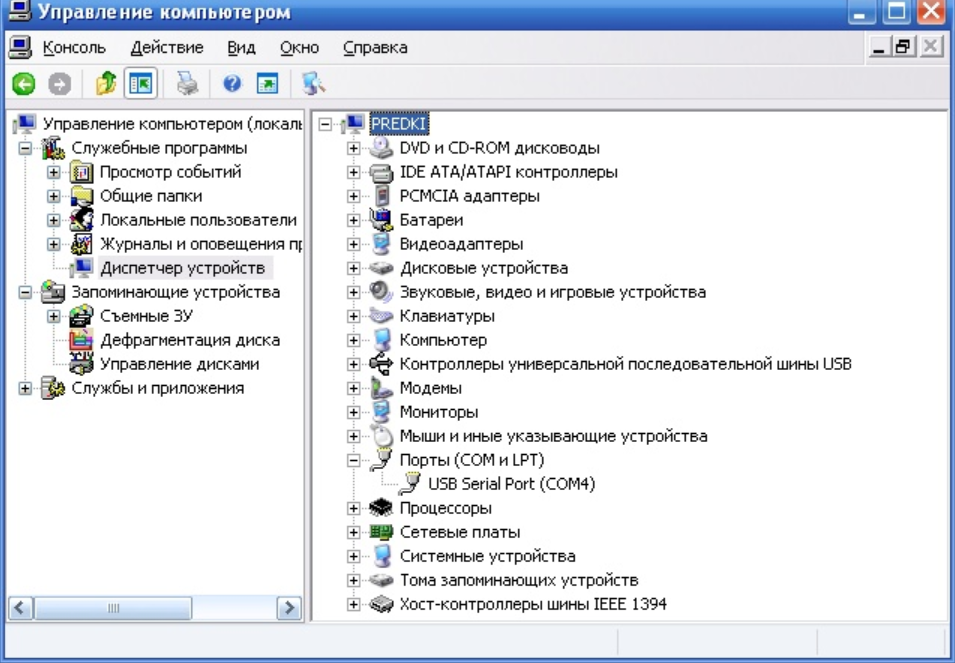 Управление компьютером
Консоль Действие Вид Окно Справка
Управление компьютером (локаль
Служебные программы
Просмотр событий
Общие папки
Локальные пользователи
Журналы и оповещения пр
Диспетчер устройств
Запоминающие устройства
Съемные ЗУ
Дефрагментация диска
Управление дисками
Службы и приложения
PREDKI
DVD и CD-ROM дисководы
IDE ATA/ATAPI контроллеры
PCMCIA адаптеры
Батареи
Видеоадаптеры
Дисковые устройства
Звуковые, видео и игровые устройства
Клавиатуры
Компьютер
Контроллеры универсальной последовательной шины USB
Модемы
Мониторы
Мыши и иные указывающие устройства
Порты (COM и LPT)
USB Serial Port (COM4)
Процессоры
Сетевые платы
Системные устройства
Тома запоминающих устройств
Хост-контроллеры шины IEEE 1394